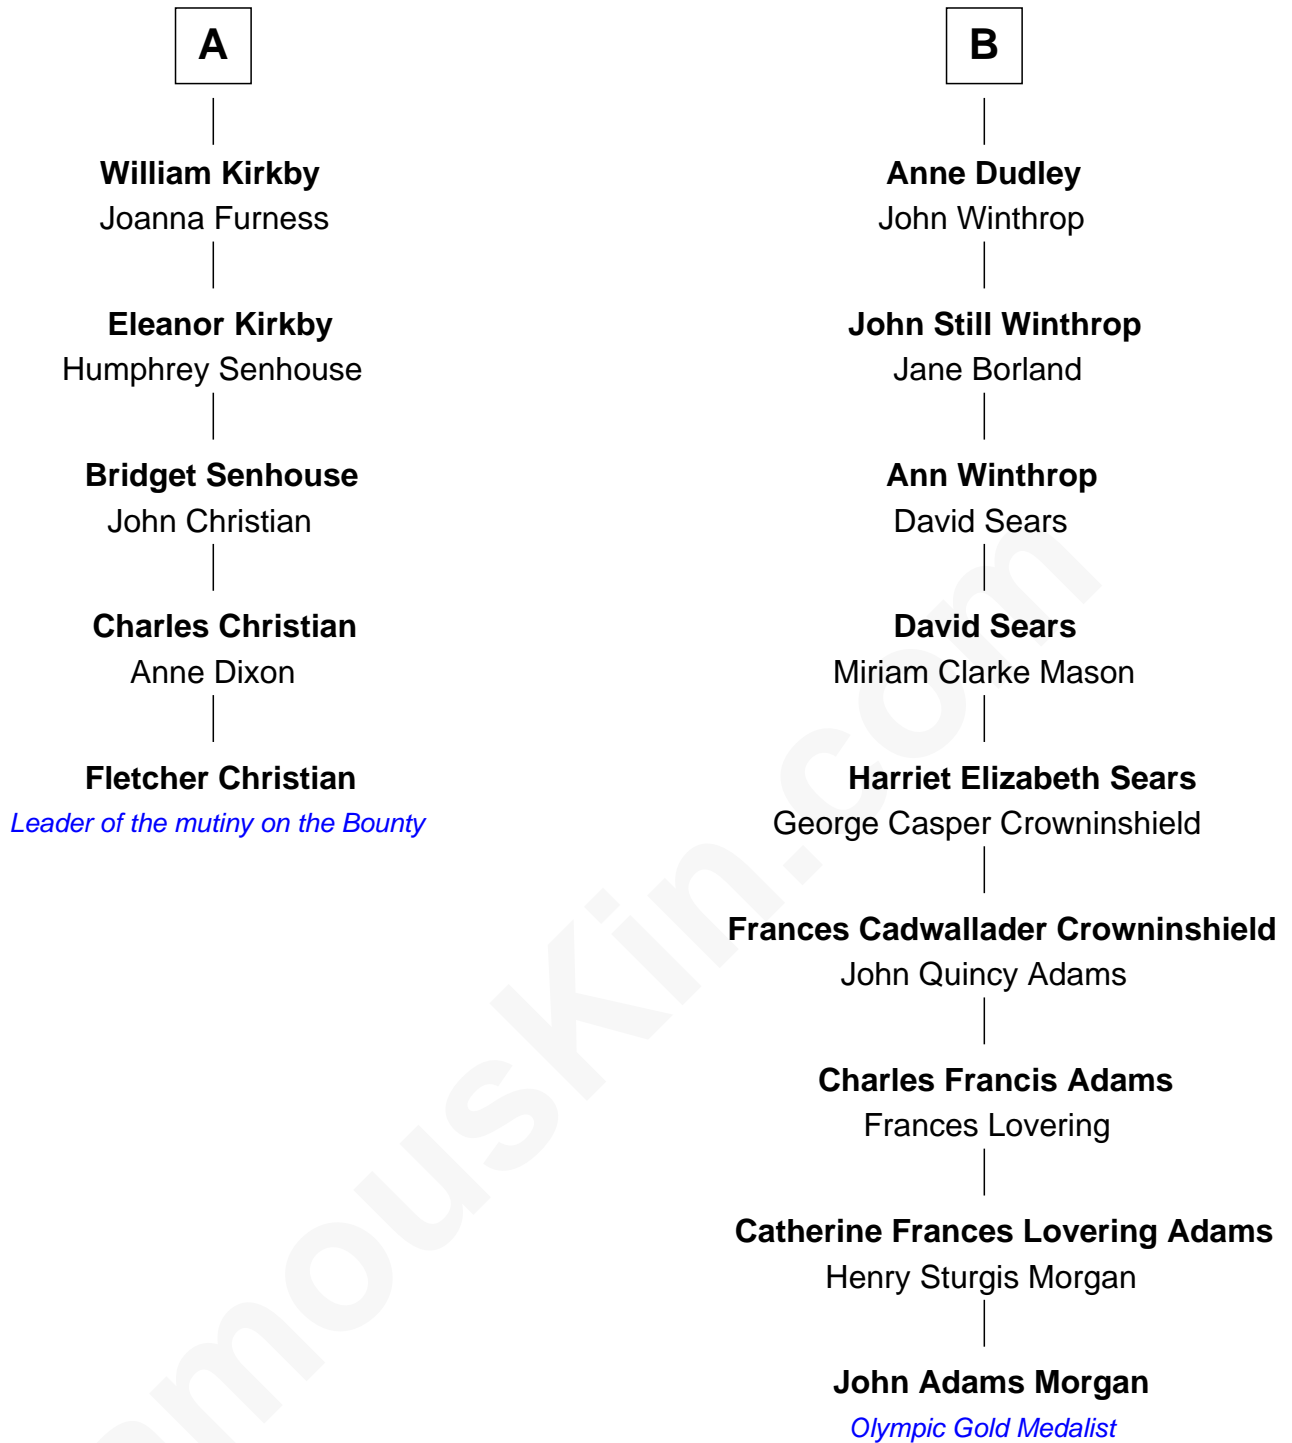 A
William Kirkby
Joanna Furness
Eleanor Kirkby
Humphrey Senhouse
Bridget Senhouse
John Christian
Charles Christian
Anne Dixon
Fletcher Christian
Leader of the mutiny on the Bounty
B
Anne Dudley
John Winthrop
John Still Winthrop
Jane Borland
Ann Winthrop
David Sears
David Sears
Miriam Clarke Mason
Harriet Elizabeth Sears
George Casper Crowninshield
Frances Cadwallader Crowninshield
John Quincy Adams
Charles Francis Adams
Frances Lovering
Catherine Frances Lovering Adams
Henry Sturgis Morgan
John Adams Morgan
Olympic Gold Medalist
amouskin.com